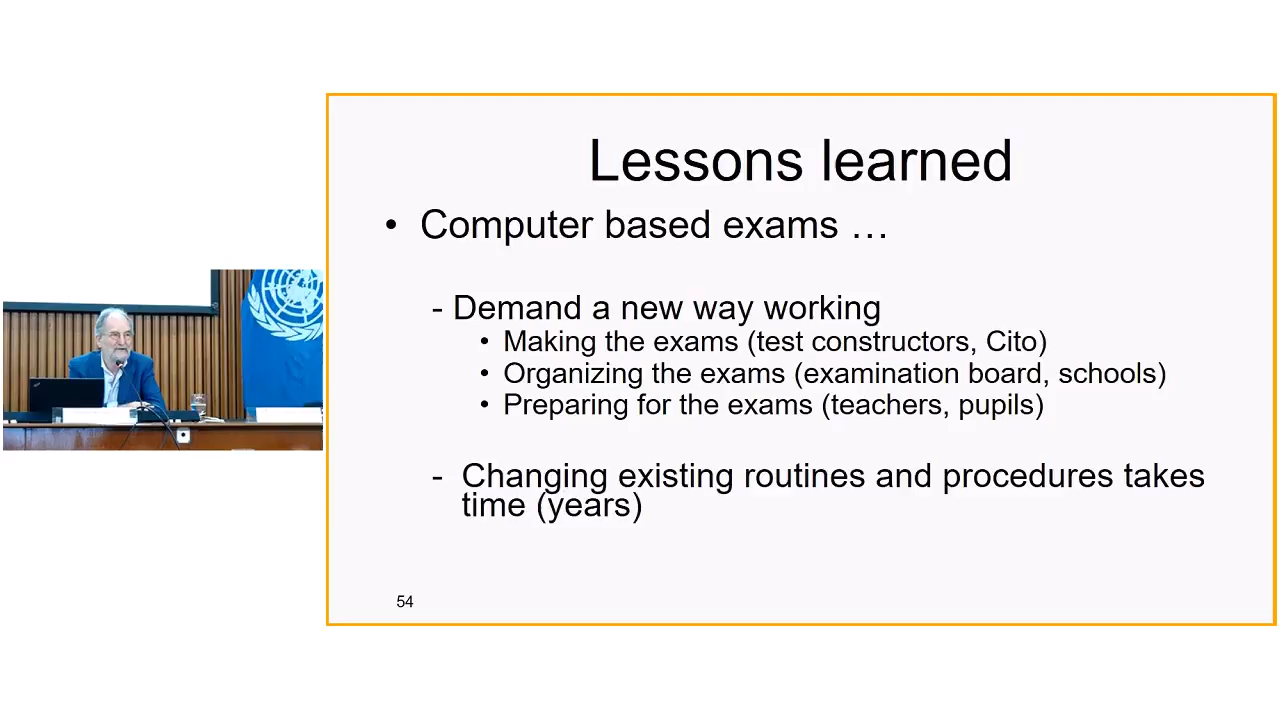 Lessons learned
• Computer based exams …
- Demand a new way working
• Making the exams (test constructors, Cito)
• Organizing the exams (examination board, schools)
• Preparing for the exams (teachers, pupils)
- Changing existing routines and procedures takes
time (years)
54